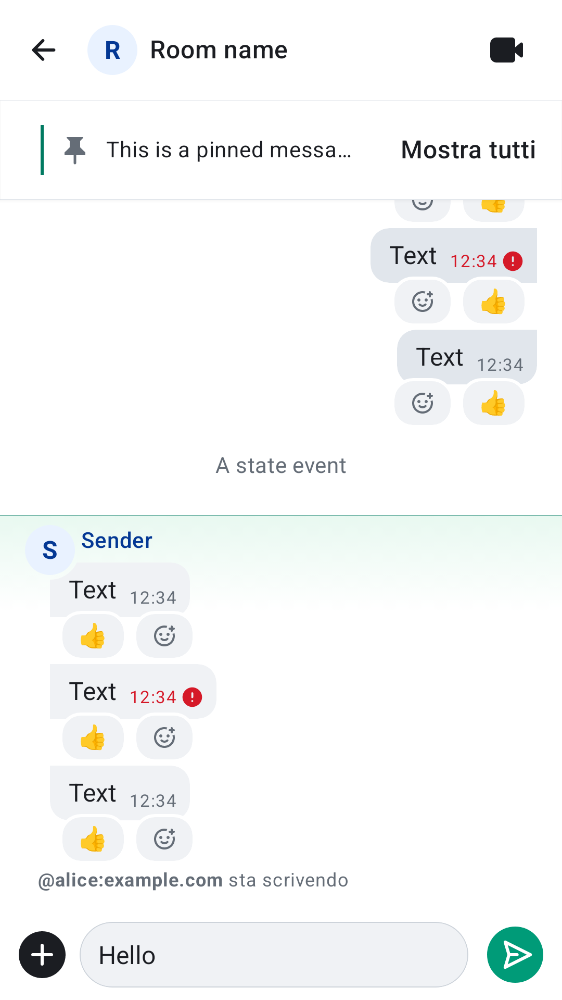 R Room name
This is a pinned messa… Mostra tutti
Text 12:34
Text 12:34
A state event
S Sender
Text 12:34
Text 12:34
Text 12:34
@alice:example.com sta scrivendo
Hello